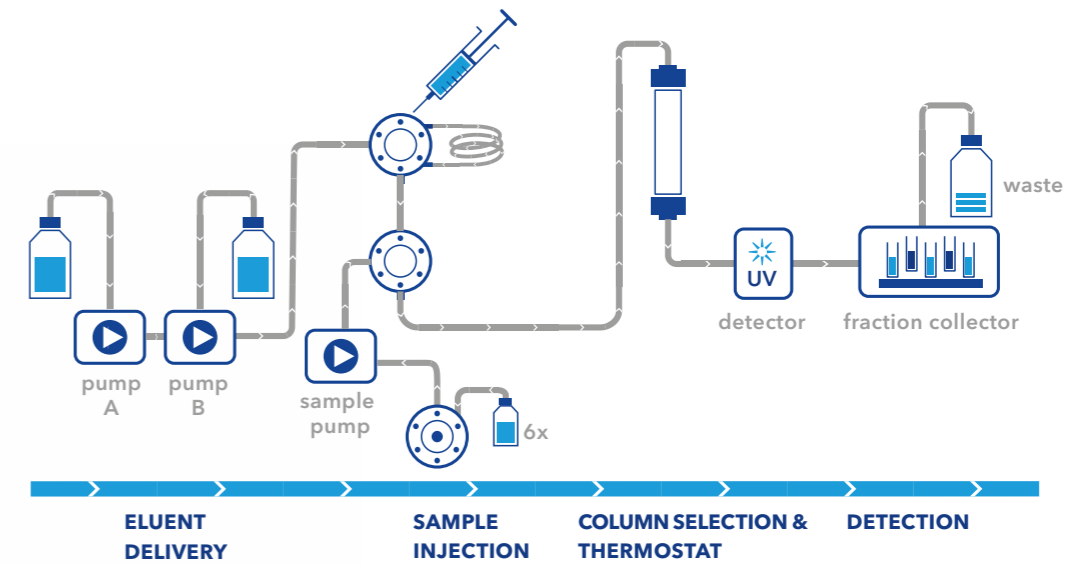 waste
UV
detector
fraction collector
pump
A
pump
B
sample
pump
6x
ELUENT
DELIVERY
SAMPLE
INJECTION
COLUMN SELECTION &
THERMOSTAT
DETECTION